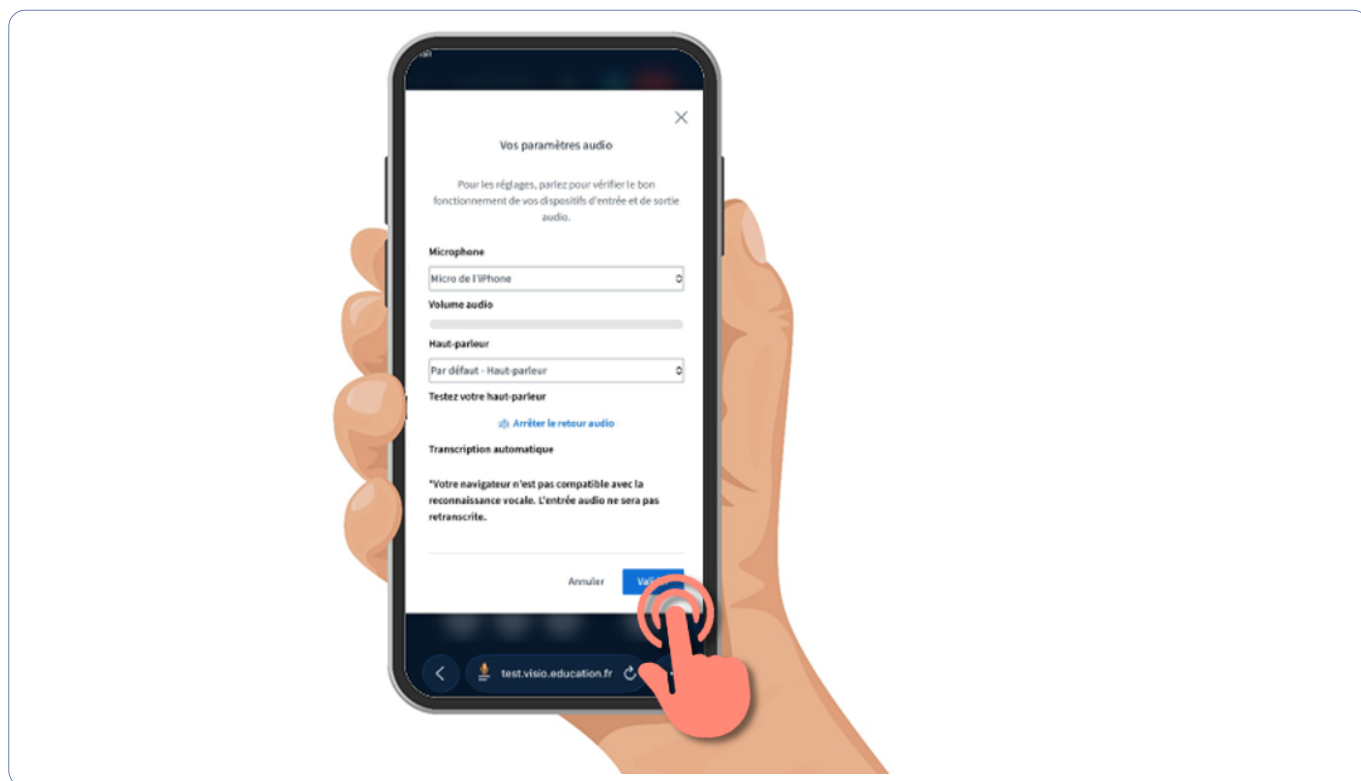 Vos paramètres audio
Pour les réglages, parlez pour vérifier le bon
fonctionnement de vos dispositifs d'entrée et de sortie
audio.
Microphone
Micro de l'iPhone
Volume audio
Haut-parleur
Par défaut - Haut-parleur
Testez votre haut-parleur
Arrêter le retour audio
Transcription automatique
*Votre navigateur n'est pas compatible avec la
reconnaissance vocale. L'entrée audio ne sera pas
retranscrite.
Annuler
test.visio.education.fr